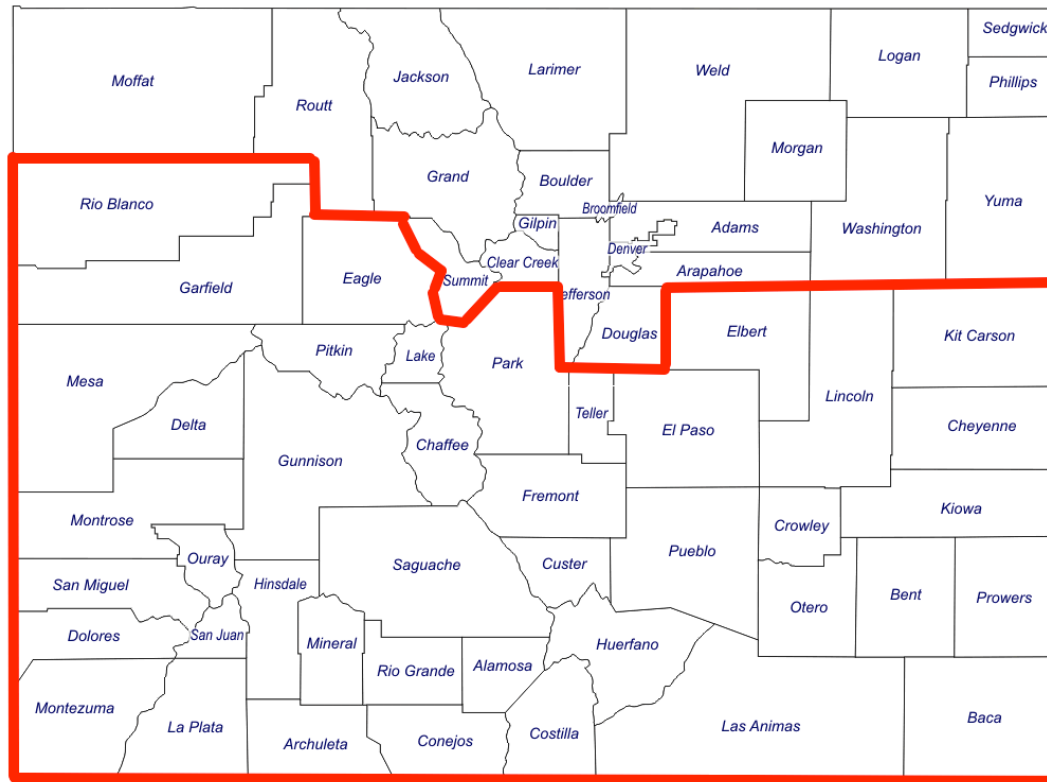 Sedgwick
Logan
Moffat
Jackson
Larimer
Weld
Phillips
Routt
Morgan
Grand
Boulder
Yuma
Rio Blanco
Broomfield
Gilpin
Adams
Washington
Denver
Clear Creek
Arapahoe
Eagle
Summit
Garfield
efferson
Douglas
Elbert
Kit Carson
Pitkin
Lake
Park
Mesa
Lincoln
Teller
Delta
Cheyenne
El Paso
Chaffee
Gunnison
Fremont
Kiowa
Montrose
Crowley
Pueblo
Ouray
Saguache
Custer
San Miguel
Hinsdale
Bent
Prowers
Otero
Dolores
San Juan
Mineral
Huerfano
Rio Grande
Alamosa
Montezuma
La Plata
Las Animas
Baca
Costilla
Archuleta
Conejos